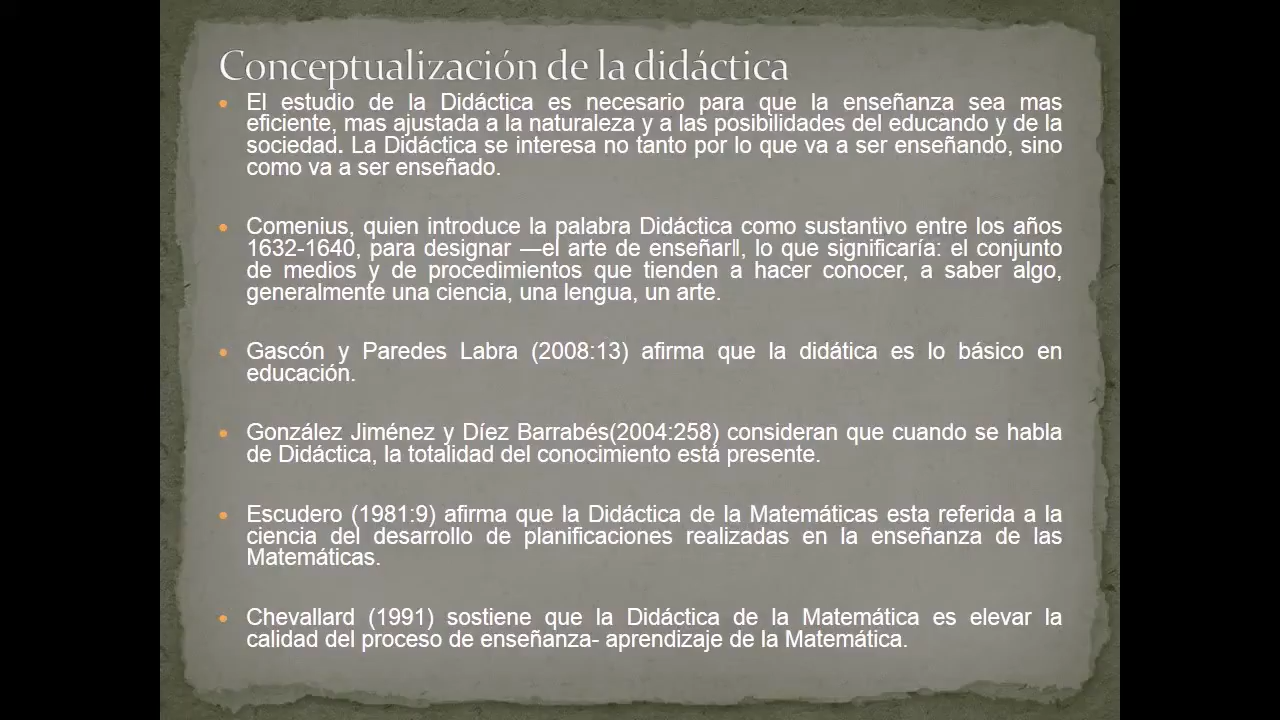 Conceptualización de la didáctica
• El estudio de la Didáctica es necesario para que la enseñanza sea mas
eficiente, mas ajustada a la naturaleza y a las posibilidades del educando y de la
sociedad. La Didáctica se interesa no tanto por lo que va a ser enseñando, sino
como va a ser enseñado.
• Comenius, quien introduce la palabra Didáctica como sustantivo entre los años
1632-1640, para designar ―el arte de enseñar‖, lo que significaría: el conjunto
de medios y de procedimientos que tienden a hacer conocer, a saber algo,
generalmente una ciencia, una lengua, un arte.
• Gascón y Paredes Labra (2008:13) afirma que la didática es lo básico en
educación.
• González Jiménez y Díez Barrabés(2004:258) consideran que cuando se habla
de Didáctica, la totalidad del conocimiento está presente.
• Escudero (1981:9) afirma que la Didáctica de la Matemáticas esta referida a la
ciencia del desarrollo de planificaciones realizadas en la enseñanza de las
Matemáticas.
• Chevallard (1991) sostiene que la Didáctica de la Matemática es elevar la
calidad del proceso de enseñanza- aprendizaje de la Matemática.